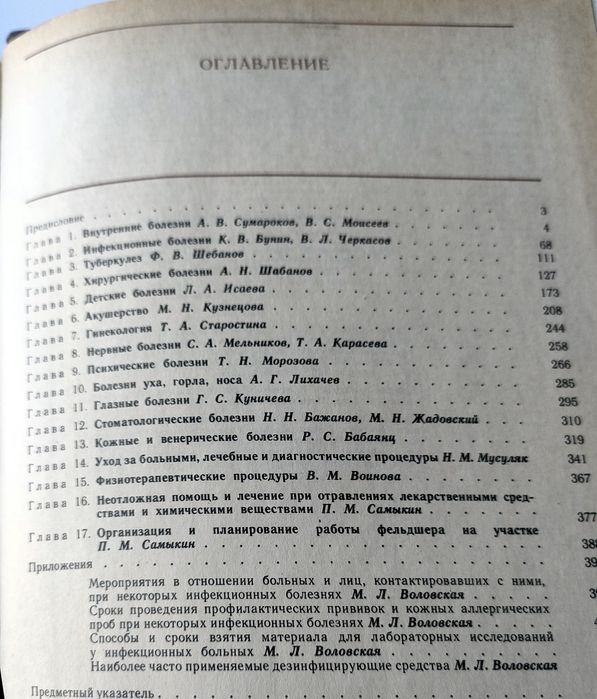 ОГЛАВЛЕНИЕ
Предисловие . . . . . . . . . . . . . . . 3
Глава 1. Внутренние болезни А. В. Сумароков, В. С. Моисеев . . . . 4
Глава 2. Инфекционные болезни К. В. Бунин, В. Л. Черкасов . . . . 68
Глава 3. Туберкулез Ф. В. Шебанов . . . . . . . . . 111
Глава 4. Хирургические болезни А. Н. Шабанов . . . . . . . 127
Глава 5. Детские болезни Л. А. Исаева . . . . . . . . 173
Глава 6. Акушерство М. Н. Кузнецова . . . . . . . . 208
Глава 7. Гинекология Т. А. Старостина . . . . . . . . 244
Глава 8. Нервные болезни С. А. Мельников, Т. А. Карасева . . . . 258
Глава 9. Психические болезни Т. Н. Морозова . . . . . . 266
Глава 10. Болезни уха, горла, носа А. Г. Лихачев . . . . . . 285
Глава 11. Глазные болезни Г. С. Куничева . . . . . . . 295
Глава 12. Стоматологические болезни Н. Н. Бажанов, М. Н. Жадовский . 310
Глава 13. Кожные и венерические болезни Р. С. Бабаянц . . . . 319
Глава 14. Уход за больными, лечебные и диагностические процедуры Н. М. Мусуляк 341
Глава 15. Физиотерапевтические процедуры В. М. Воинова . . . . 367
Глава 16. Неотложная помощь и лечение при отравлениях лекарственными сред-
ствами и химическими веществами П. М. Самыкин . . . . . 377
Глава 17. Организация и планирование работы фельдшера на участке
П. М. Самыкин . . . . . . . . . . . . 388
Приложения . . . . . . . . . . . . . . . 39
Мероприятия в отношении больных и лиц, контактировавших с ними,
при некоторых инфекционных болезнях М. Л. Воловская . . . .
Сроки проведения профилактических прививок и кожных аллергических
проб при некоторых инфекционных болезнях М. Л. Воловская . . . . 4
Способы и сроки взятия материала для лабораторных исследований
у инфекционных больных М. Л. Воловская . . . . . . .
Наиболее часто применяемые дезинфицирующие средства М. Л. Воловская
Предметный указатель . . . . . . . . . . . . .